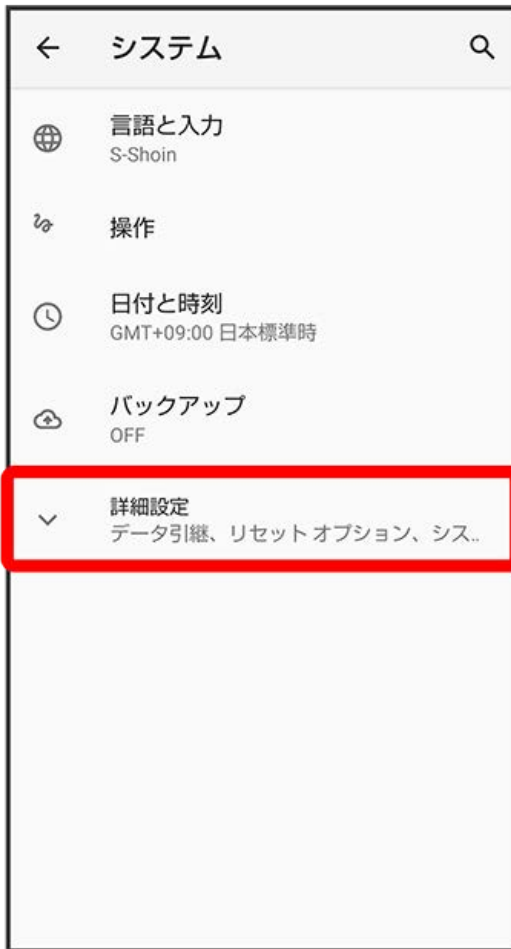 システム
言語と入力
S-Shoin
操作
日付と時刻
GMT+09:00 日本標準時
バックアップ
OFF
詳細設定
データ引継、リセット オプション、シス..